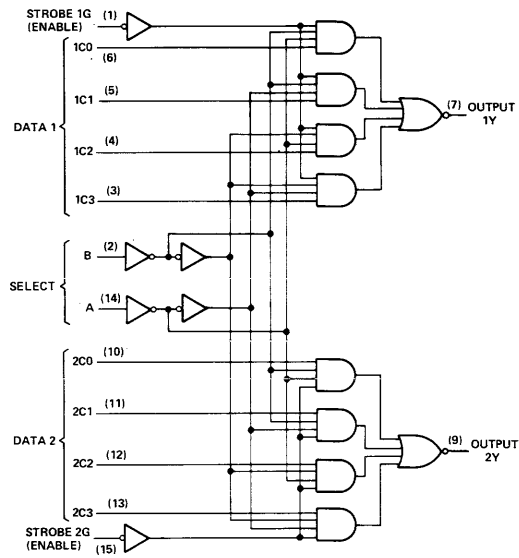 STROBE 1G (1)
(ENABLE)
1C0
(6)
(5)
1C1
DATA 1
(4)
1C2
(3)
1C3
(7) OUTPUT
1Y
B (2)
SELECT
A (14)
2C0 (10)
2C1 (11)
DATA 2
2C2 (12)
2C3 (13)
STROBE 2G
(ENABLE) (15)
(9) OUTPUT
2Y